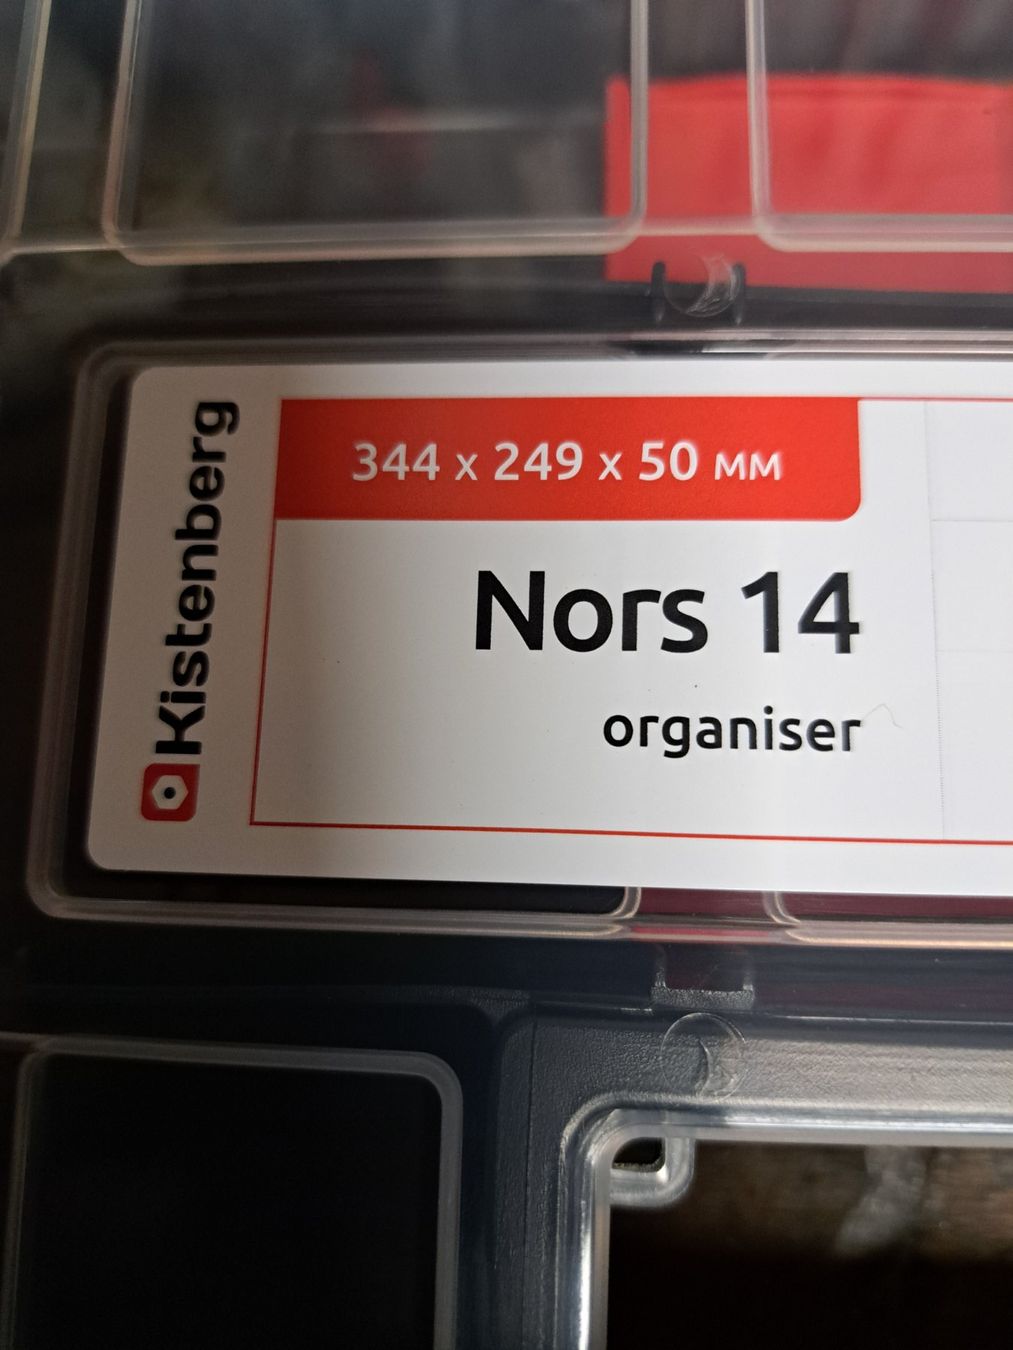 Kistenberg
344 x 249 x 50 мм
Nors 14
organiser